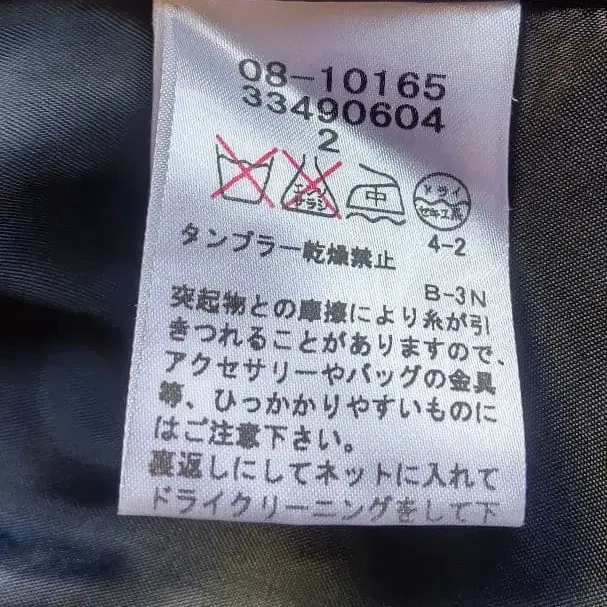 08-10165
33490604
2
エンソ
サラシ
中
ドライ
セキユ系
4-2
タンブラー乾燥禁止
B-3N
突起物との摩擦により糸が引
きつれることがありますので、
アクセサリーやバッグの金具
等、ひっかかりやすいものに
はご注意下さい。
裏返しにしてネットに入れて
ドライクリーニングをして下